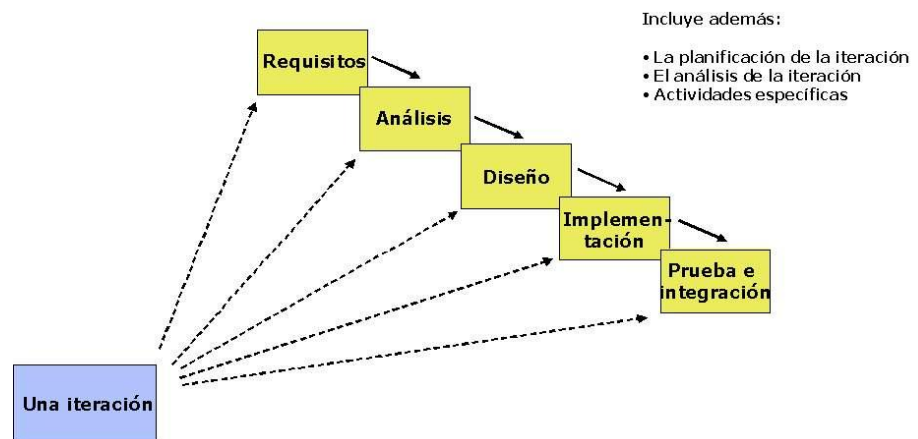 Incluye además:
• La planificación de la iteración
• El análisis de la iteración
• Actividades específicas
Requisitos
Análisis
Diseño
Implemen-
tación
Prueba e
integración
Una iteración